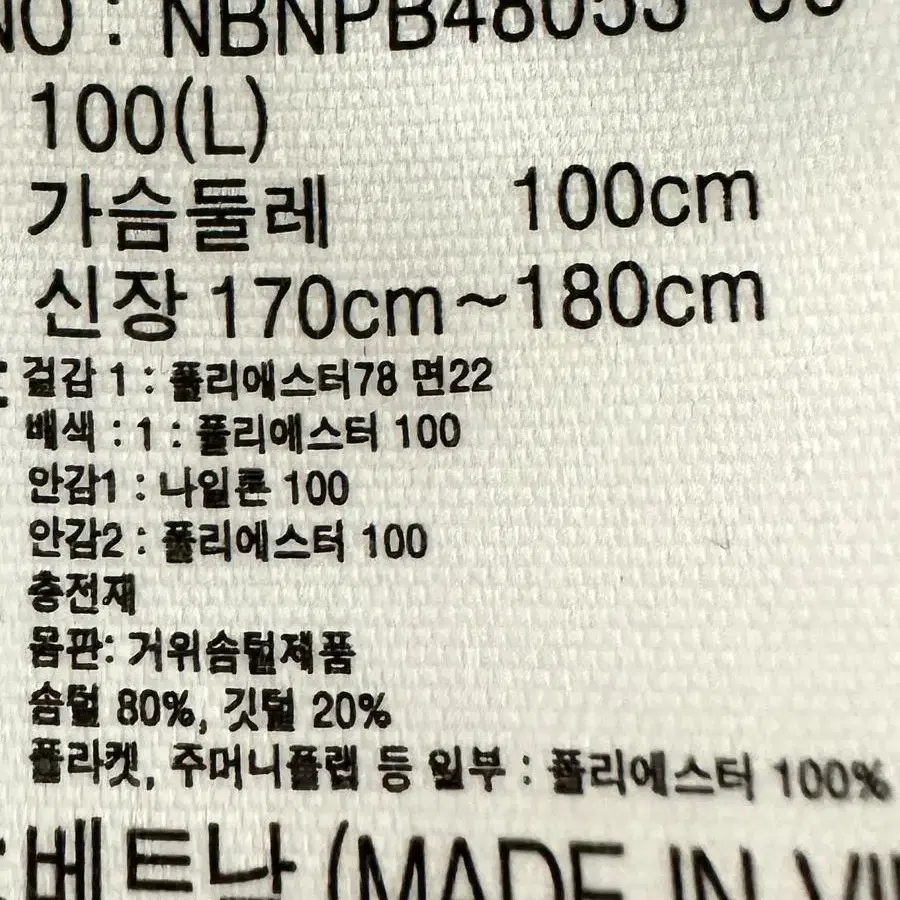 NO : NBNPB48053
100(L)
가슴둘레 100cm
신장 170cm~180cm
겉감 1 : 폴리에스터78 면22
배색 : 1 : 폴리에스터 100
안감1 : 나일론 100
안감2 : 폴리에스터 100
충전재
몸판: 거위솜털제품
솜털 80%, 깃털 20%
플라켓, 주머니플랩 등 일부 : 폴리에스터 100%
: 베트남 (MADE IN